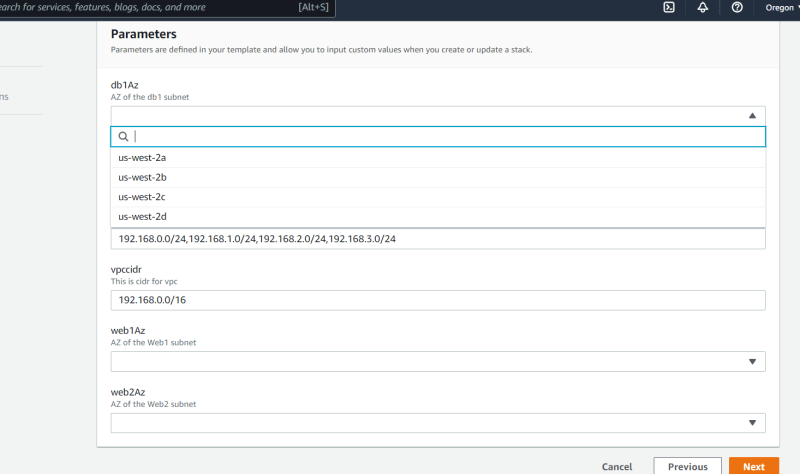 earch for services, features, blogs, docs, and more [Alt+S] Oregon
Parameters
Parameters are defined in your template and allow you to input custom values when you create or update a stack.
db1Az
ns
AZ of the db1 subnet
us-west-2a
us-west-2b
us-west-2c
us-west-2d
192.168.0.0/24,192.168.1.0/24,192.168.2.0/24,192.168.3.0/24
vpccidr
This is cidr for vpc
192.168.0.0/16
web1Az
AZ of the Web1 subnet
web2Az
AZ of the Web2 subnet
Cancel Previous Next